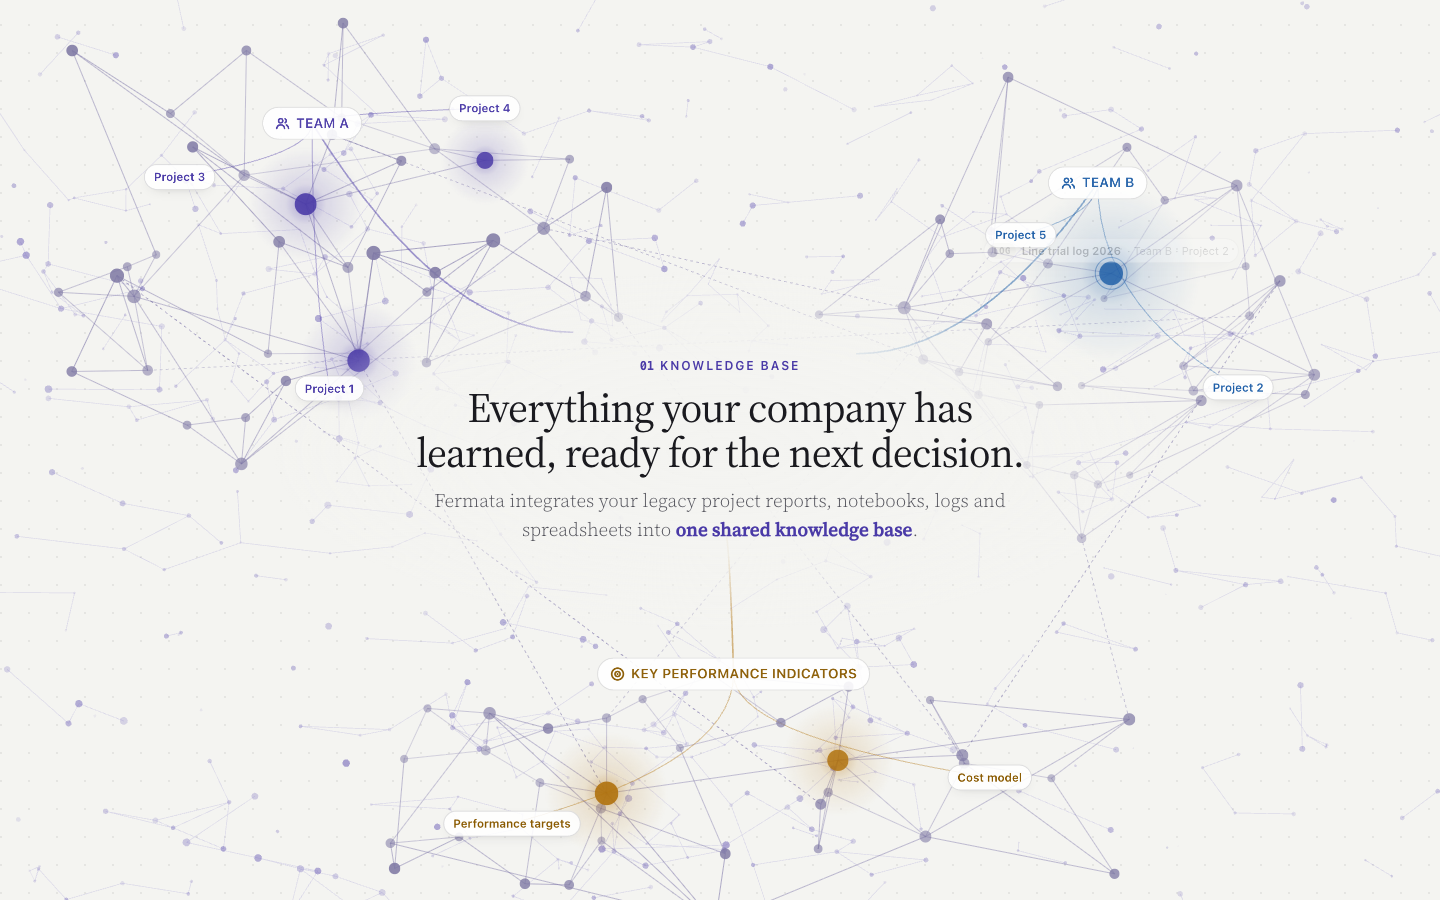 Project 4
TEAM A
Project 3
TEAM B
Project 5
LOG Line trial log 2026 · Team B · Project 2
01 KNOWLEDGE BASE
Project 1
Project 2
Everything your company has
learned, ready for the next decision.
Fermata integrates your legacy project reports, notebooks, logs and
spreadsheets into one shared knowledge base.
KEY PERFORMANCE INDICATORS
Cost model
Performance targets